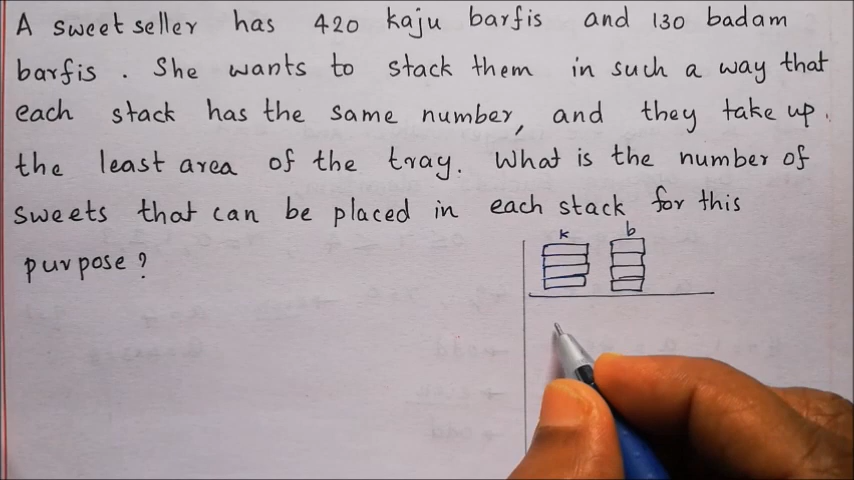 A sweet seller has 420 kaju barfis and 130 badam
barfis. She wants to stack them in such a way that
each stack has the same number, and they take up
the least area of the tray. What is the number of
sweets that can be placed in each stack for this
purpose?
k b